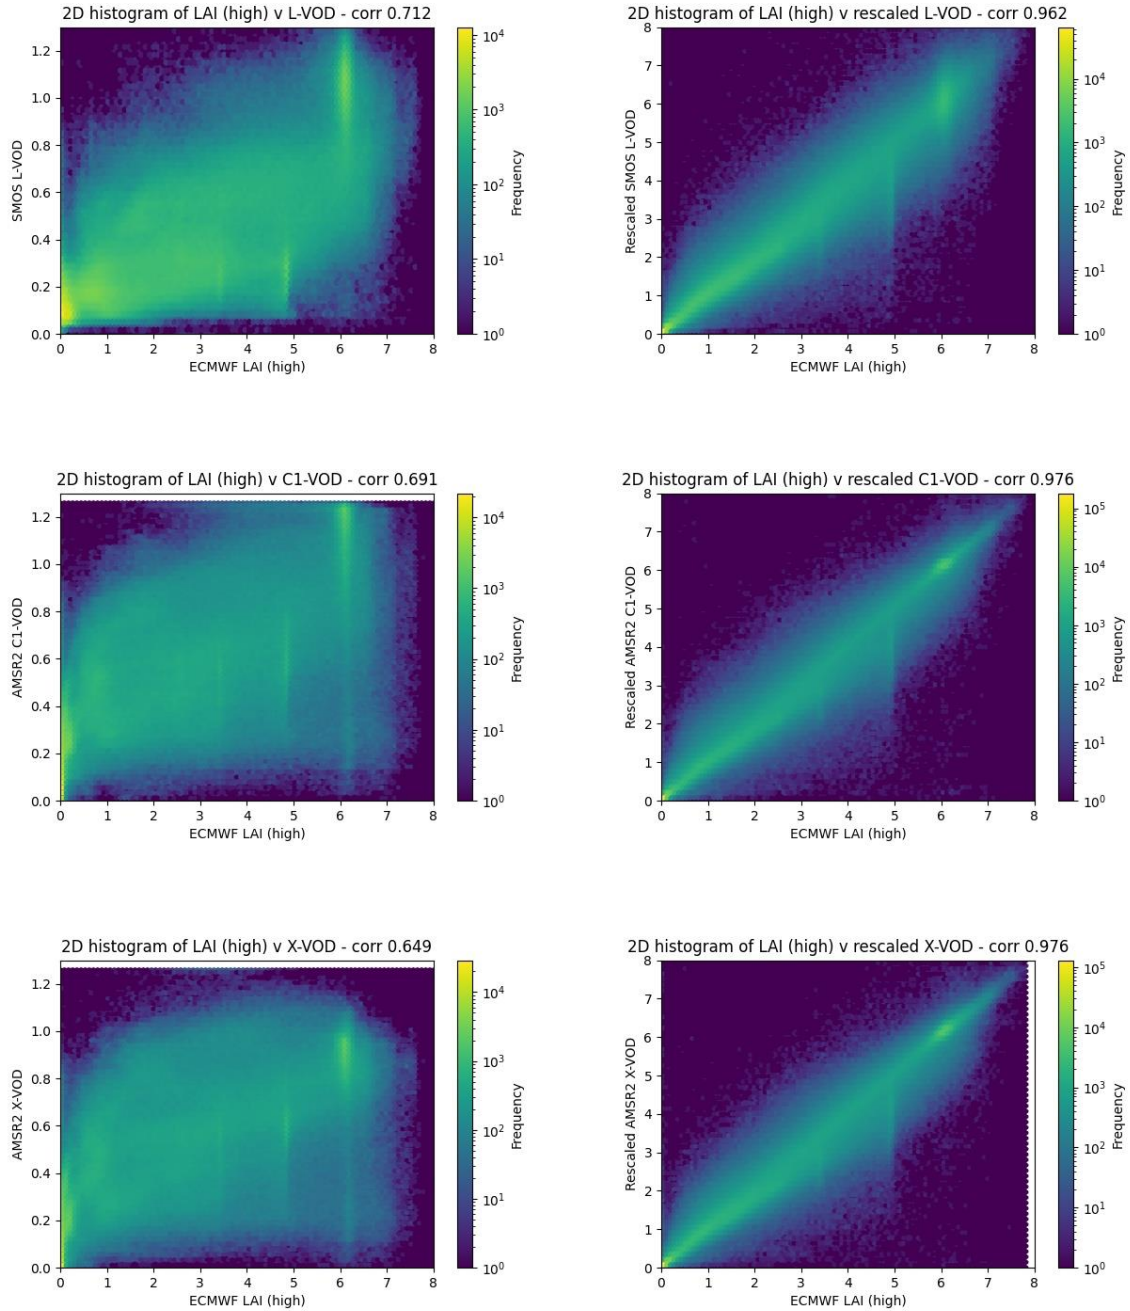 2D histogram of LAI (high) v L-VOD - corr 0.712
SMOS L-VOD
1.2
1.0
0.8
0.6
0.4
0.2
0.0
0 1 2 3 4 5 6 7 8
ECMWF LAI (high)
10^4
10^3
10^2
10^1
10^0
Frequency
2D histogram of LAI (high) v rescaled L-VOD - corr 0.962
Rescaled SMOS L-VOD
8
7
6
5
4
3
2
1
0
0 1 2 3 4 5 6 7 8
ECMWF LAI (high)
10^4
10^3
10^2
10^1
10^0
Frequency
2D histogram of LAI (high) v C1-VOD - corr 0.691
AMSR2 C1-VOD
1.2
1.0
0.8
0.6
0.4
0.2
0.0
0 1 2 3 4 5 6 7 8
ECMWF LAI (high)
10^4
10^3
10^2
10^1
10^0
Frequency
2D histogram of LAI (high) v rescaled C1-VOD - corr 0.976
Rescaled AMSR2 C1-VOD
8
7
6
5
4
3
2
1
0
0 1 2 3 4 5 6 7 8
ECMWF LAI (high)
10^5
10^4
10^3
10^2
10^1
10^0
Frequency
2D histogram of LAI (high) v X-VOD - corr 0.649
AMSR2 X-VOD
1.2
1.0
0.8
0.6
0.4
0.2
0.0
0 1 2 3 4 5 6 7 8
ECMWF LAI (high)
10^4
10^3
10^2
10^1
10^0
Frequency
2D histogram of LAI (high) v rescaled X-VOD - corr 0.976
Rescaled AMSR2 X-VOD
8
7
6
5
4
3
2
1
0
0 1 2 3 4 5 6 7 8
ECMWF LAI (high)
10^5
10^4
10^3
10^2
10^1
10^0
Frequency